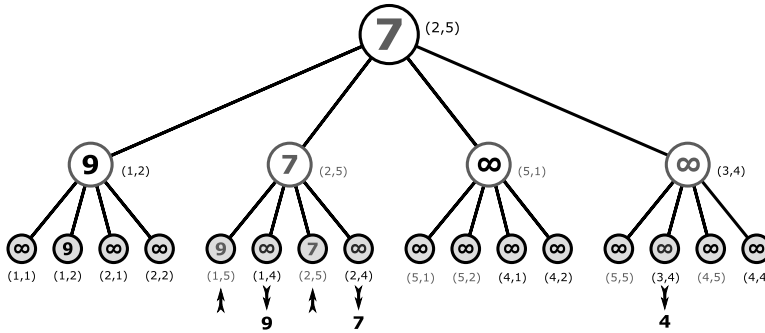 7 (2,5)
9 (1,2) 7 (2,5) ∞ (5,1) ∞ (3,4)
∞ 9 ∞ ∞ 9 ∞ 7 ∞ ∞ ∞ ∞ ∞ ∞ ∞ ∞ ∞
(1,1) (1,2) (2,1) (2,2) (1,5) (1,4) (2,5) (2,4) (5,1) (5,2) (4,1) (4,2) (5,5) (3,4) (4,5) (4,4
9 7 4